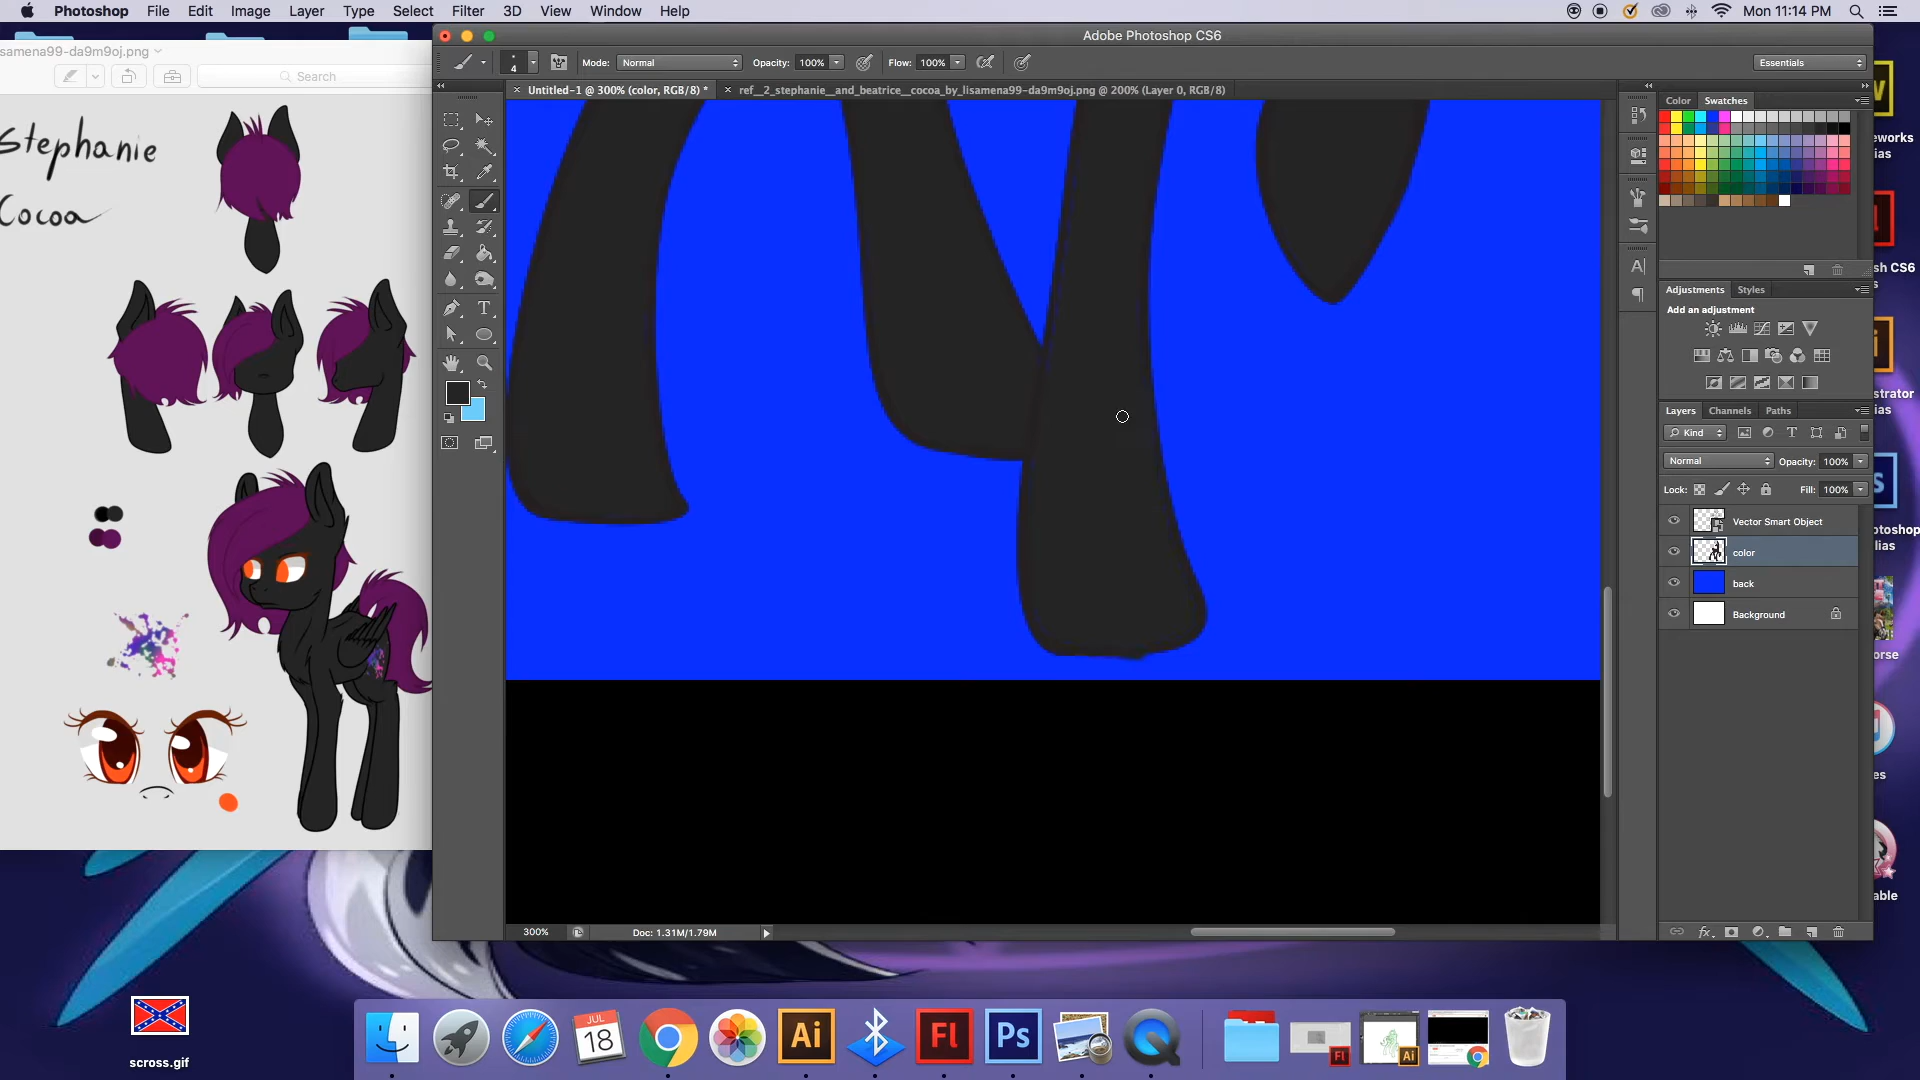 Photoshop File Edit Image Layer Type Select Filter 3D View Window Help Mon 11:14 PM
samena99-da9m9oj.png
Adobe Photoshop CS6
4 Mode: Normal Opacity: 100% Flow: 100% Essentials
Search
Untitled-1 @ 300% (color, RGB/8) * ref__2_stephanie__and_beatrice__cocoa_by_lisamena99-da9m9oj.png @ 200% (Layer 0, RGB/8)
Color Swatches
Stephanie
Cocoa
Adjustments Styles
Add an adjustment
Layers Channels Paths
Kind
Normal Opacity: 100%
Lock: Fill: 100%
Vector Smart Object
color
back
Background
eworks
ias
sh CS6
strator
ias
otoshop
lias
orse
es
able
300% Doc: 1.31M/1.79M
scross.gif
JUL
18
Ai
Fl
Ps
Fl
Ai